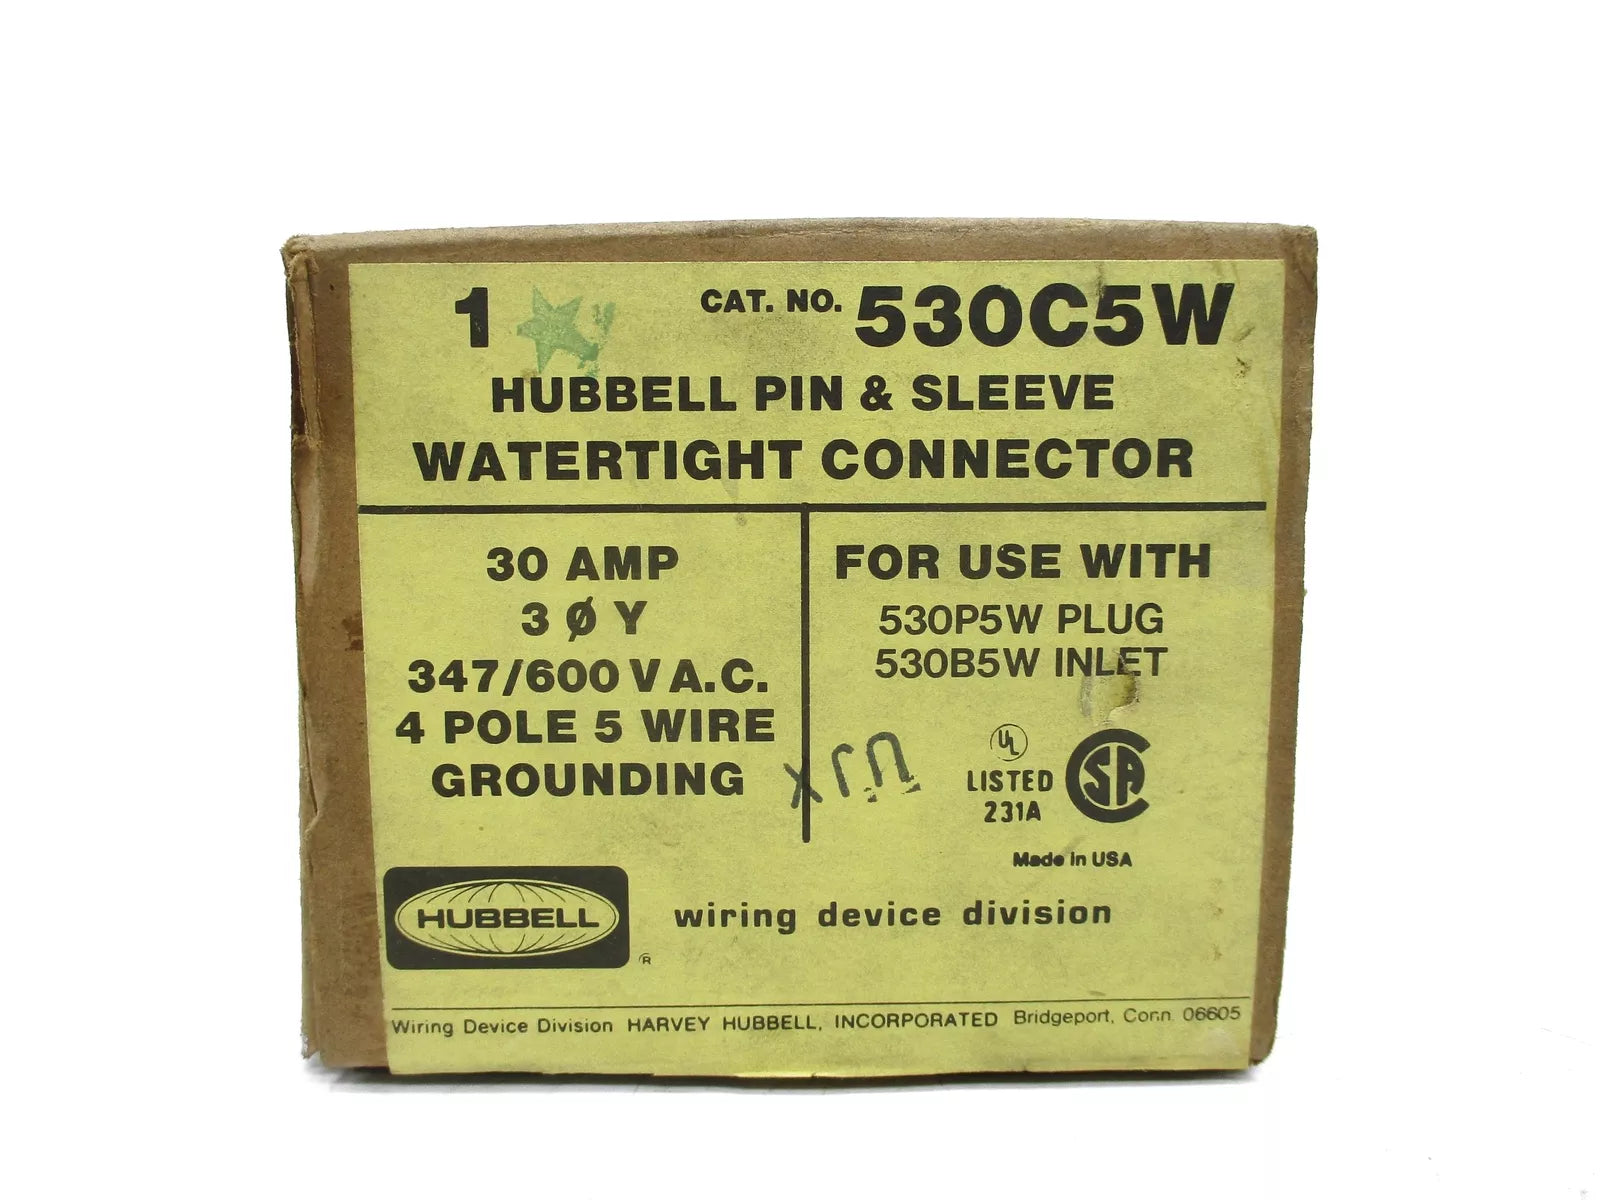 1 CAT. NO. 530C5W
HUBBELL PIN & SLEEVE
WATERTIGHT CONNECTOR
30 AMP
3 Ø Y
347/600 V A.C.
4 POLE 5 WIRE
GROUNDING
FOR USE WITH
530P5W PLUG
530B5W INLET
UL
LISTED
231A
CSA
Made in USA
HUBBELL ®
wiring device division
Wiring Device Division HARVEY HUBBELL, INCORPORATED Bridgeport, Conn. 06605